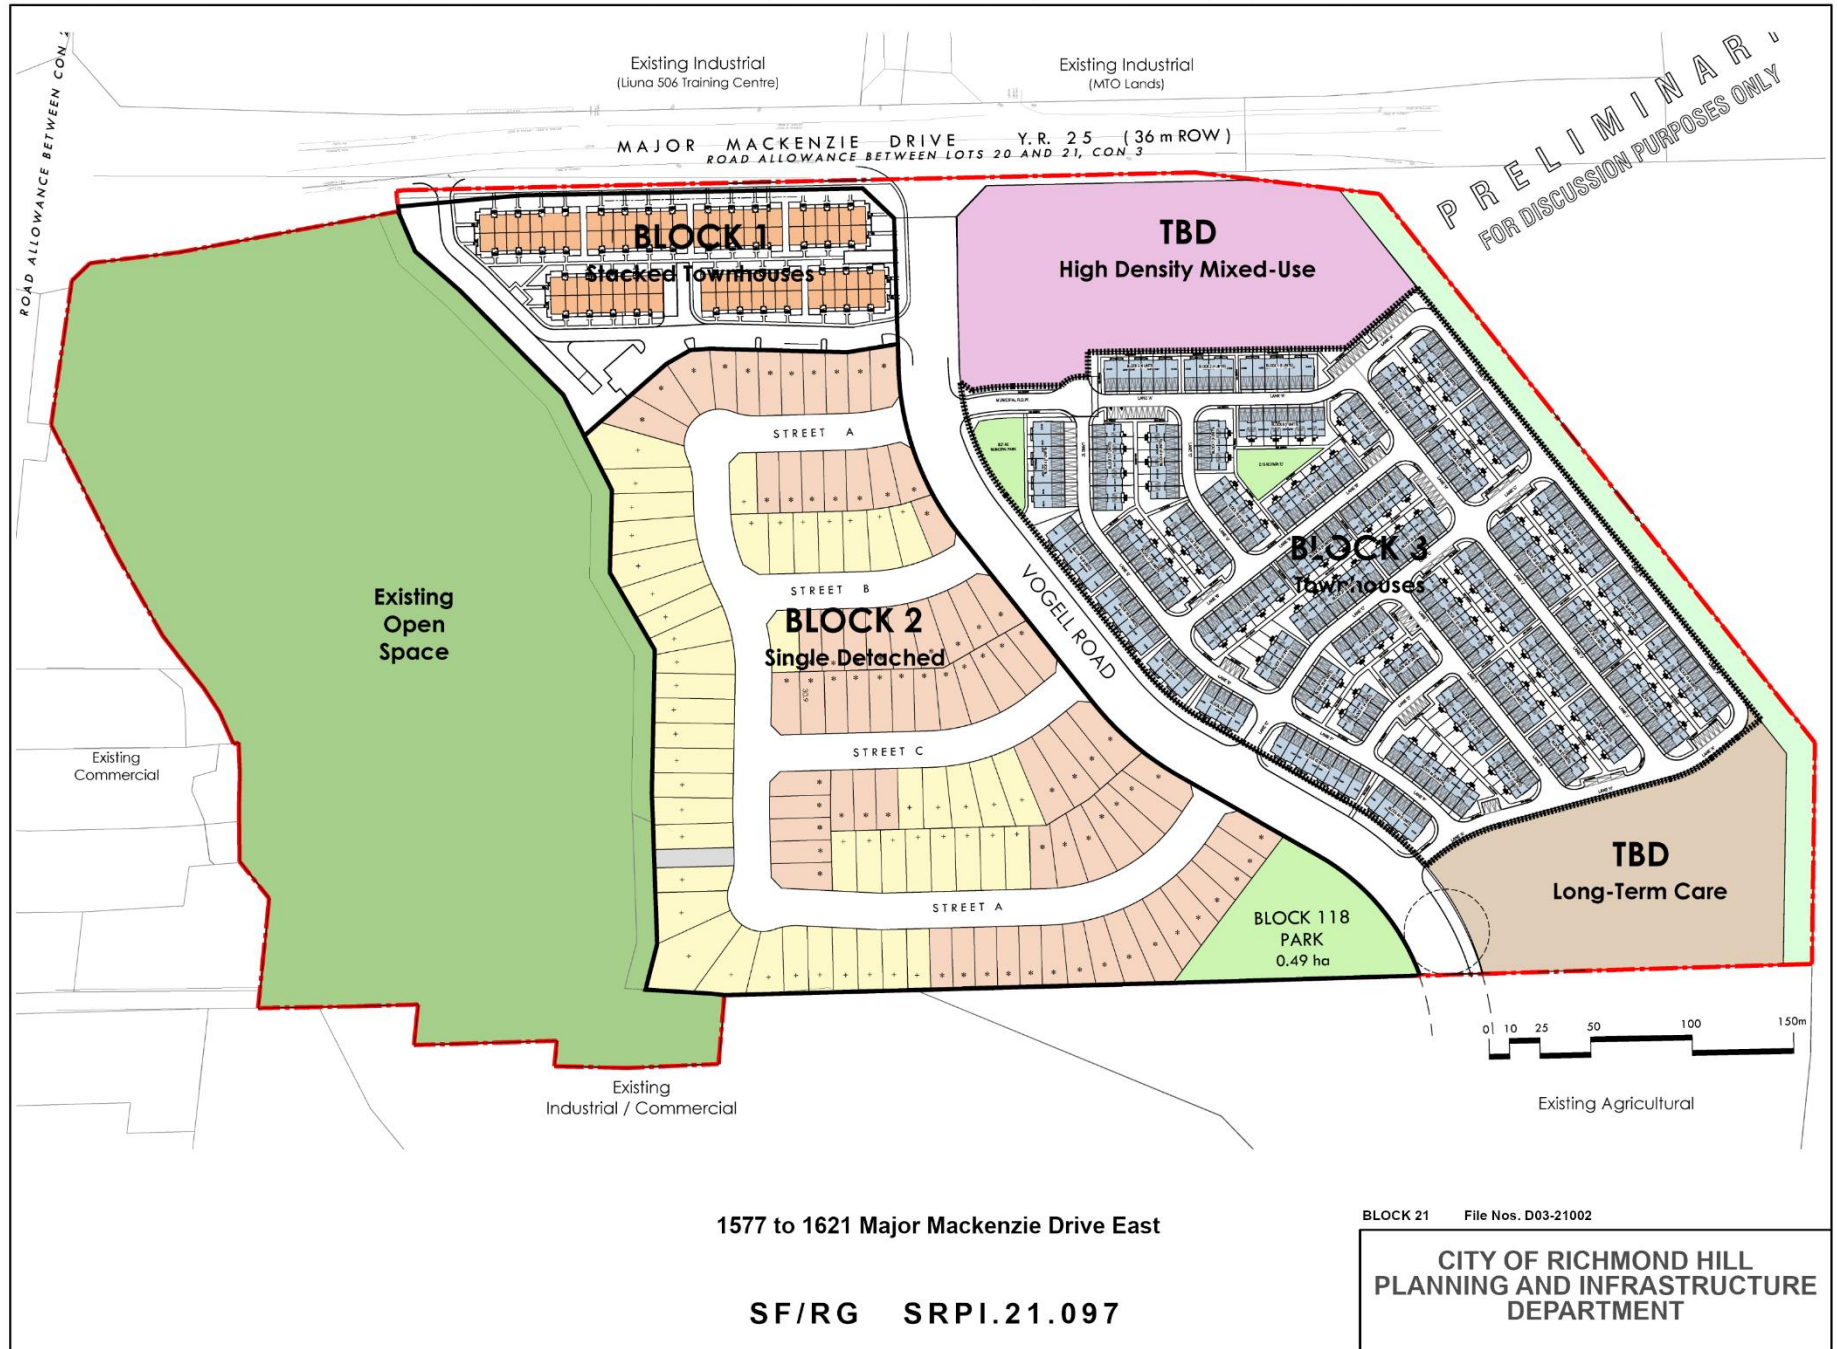 Existing Industrial
(Liuna 506 Training Centre)
Existing Industrial
(MTO Lands)
PRELIMINARY
FOR DISCUSSION PURPOSES ONLY
ROAD ALLOWANCE BETWEEN CON 2
MAJOR MACKENZIE DRIVE Y.R. 25 (36 m ROW)
ROAD ALLOWANCE BETWEEN LOTS 20 AND 21, CON 3
BLOCK 1
Stacked Townhouses
TBD
High Density Mixed-Use
STREET A
STREET B
BLOCK 2
Single Detached
30.9
STREET C
STREET A
VOGELL ROAD
BLOCK 3
Townhouses
Existing
Open
Space
Existing
Commercial
TBD
Long-Term Care
BLOCK 118
PARK
0.49 ha
0 10 25 50 100 150m
Existing
Industrial / Commercial
Existing Agricultural
1577 to 1621 Major Mackenzie Drive East
BLOCK 21 File Nos. D03-21002
SF/RG SRPI.21.097
CITY OF RICHMOND HILL
PLANNING AND INFRASTRUCTURE
DEPARTMENT